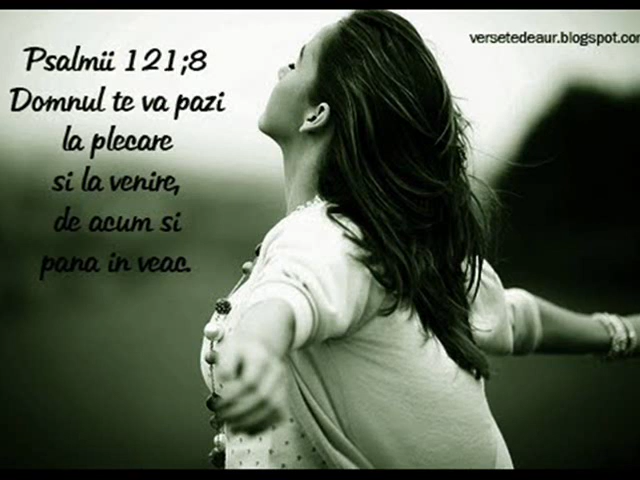 versetedeaur.blogspot.com
Psalmii 121;8
Domnul te va pazi
la plecare
si la venire,
de acum si
pana in veac.